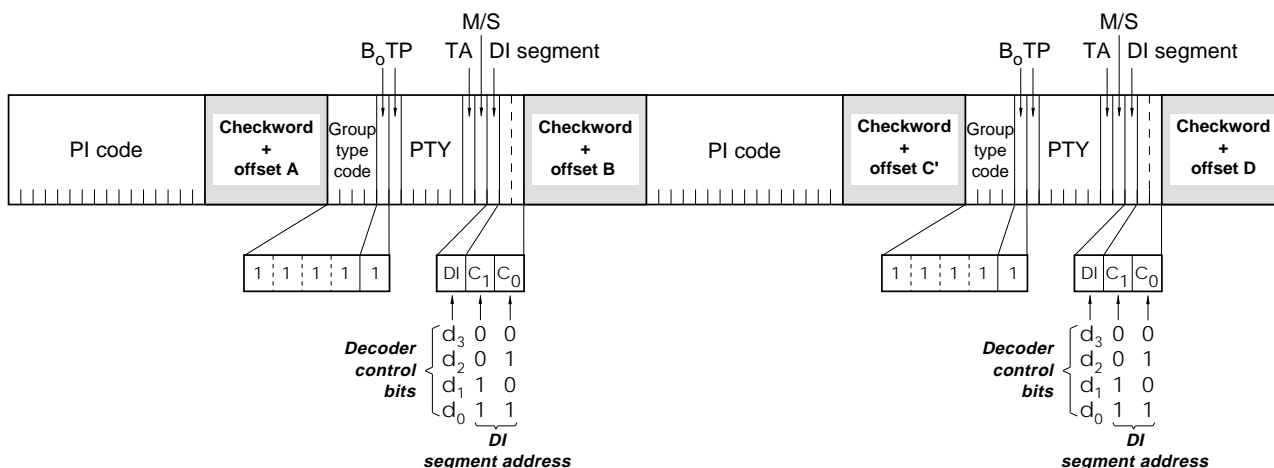 M/S M/S
BₒTP TA DI segment BₒTP TA DI segment
PI code Checkword + offset A Group type code PTY Checkword + offset B PI code Checkword + offset C' Group type code PTY Checkword + offset D
1 1 1 1 1 DI C₁ C₀ 1 1 1 1 1 DI C₁ C₀
Decoder control bits
d₃ 0 0
d₂ 0 1
d₁ 1 0
d₀ 1 1
DI
segment address
Decoder control bits
d₃ 0 0
d₂ 0 1
d₁ 1 0
d₀ 1 1
DI
segment address